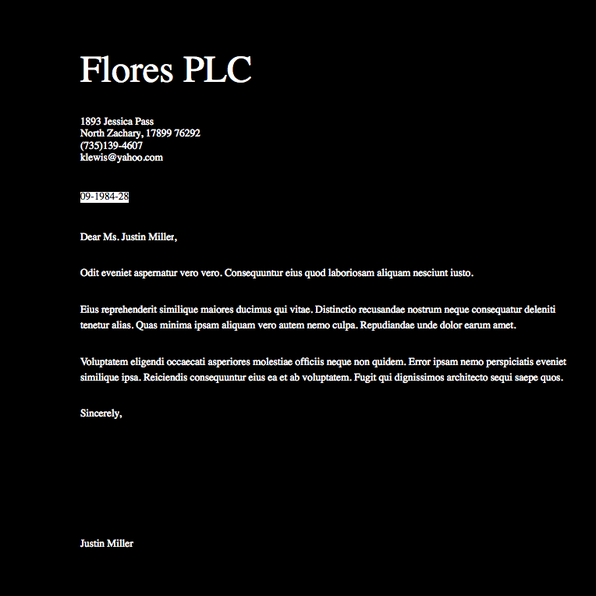 Flores PLC
1893 Jessica Pass
North Zachary, 17899 76292
(735)139-4607
klewis@yahoo.com
09-1984-28
Dear Ms. Justin Miller,
Odit eveniet aspernatur vero vero. Consequuntur eius quod laboriosam aliquam nesciunt iusto.
Eius reprehenderit similique maiores ducimus qui vitae. Distinctio recusandae nostrum neque consequatur deleniti
tenetur alias. Quas minima ipsam aliquam vero autem nemo culpa. Repudiandae unde dolor earum amet.
Voluptatem eligendi occaecati asperiores molestiae officiis neque non quidem. Error ipsam nemo perspiciatis eveniet
similique ipsa. Reiciendis consequuntur eius ea et ab voluptatem. Fugit qui dignissimos architecto sequi saepe quos.
Sincerely,
Justin Miller